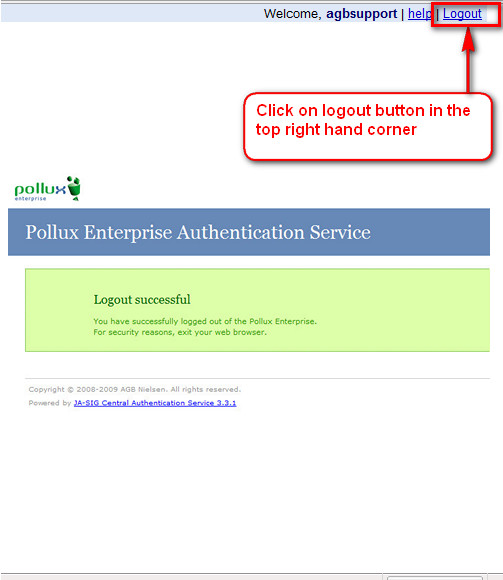 Welcome, agbsupport | help | Logout
Click on logout button in the
top right hand corner
pollux
enterprise
Pollux Enterprise Authentication Service
Logout successful
You have successfully logged out of the Pollux Enterprise.
For security reasons, exit your web browser.
Copyright © 2008-2009 AGB Nielsen. All rights reserved.
Powered by JA-SIG Central Authentication Service 3.3.1